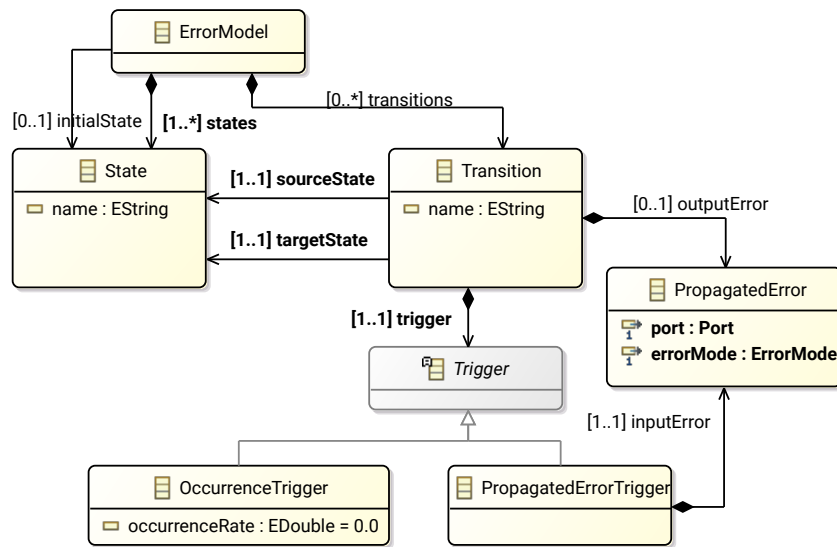 ErrorModel
[0..*] transitions
[0..1] initialState
[1..*] states
State
name : EString
[1..1] sourceState
[1..1] targetState
Transition
name : EString
[0..1] outputError
PropagatedError
1 port : Port
1 errorMode : ErrorMode
[1..1] trigger
Trigger
[1..1] inputError
OccurrenceTrigger
occurrenceRate : EDouble = 0.0
PropagatedErrorTrigger